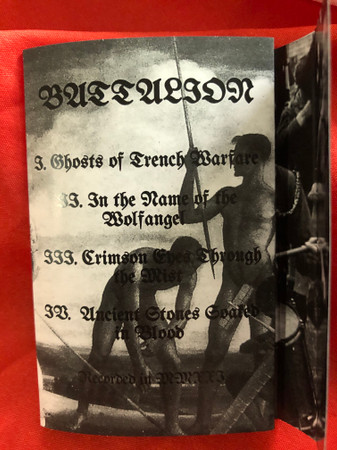 BATTALION
I. Ghosts of Trench Warfare
II. In the Name of the
Wolfangel
III. Crimson Eyes Through
the Mist
IV. Ancient Stones Soaked
in Blood
Recorded in MMXXI